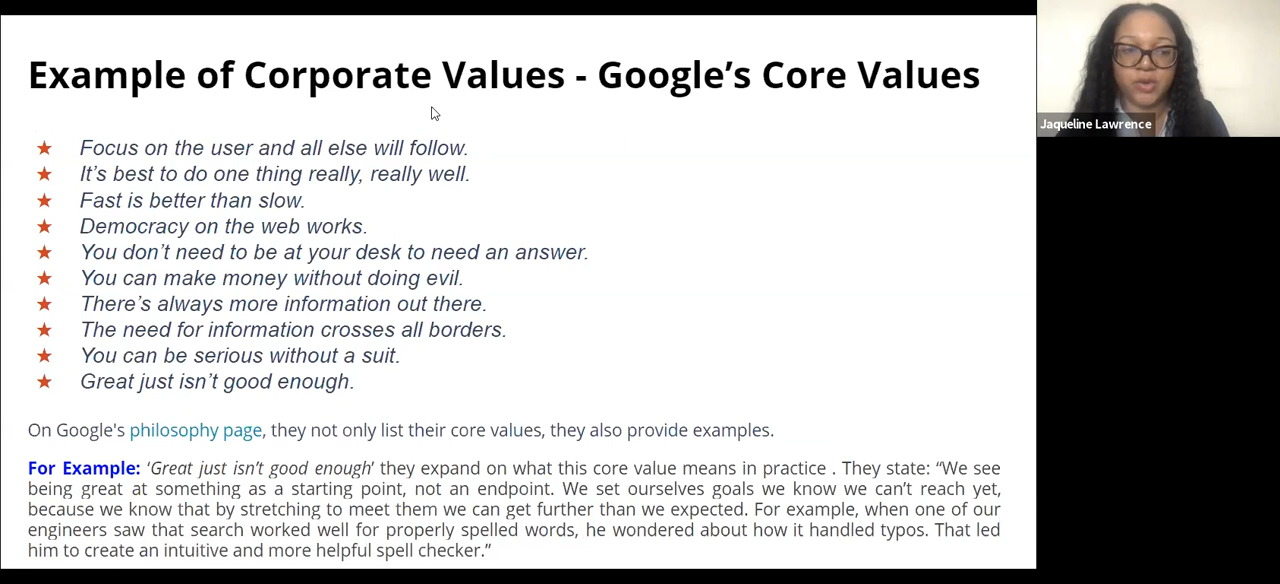 Example of Corporate Values - Google's Core Values
★ Focus on the user and all else will follow.
★ It's best to do one thing really, really well.
★ Fast is better than slow.
★ Democracy on the web works.
★ You don't need to be at your desk to need an answer.
★ You can make money without doing evil.
★ There's always more information out there.
★ The need for information crosses all borders.
★ You can be serious without a suit.
★ Great just isn't good enough.
On Google's philosophy page, they not only list their core values, they also provide examples.
For Example: 'Great just isn't good enough' they expand on what this core value means in practice . They state: “We see
being great at something as a starting point, not an endpoint. We set ourselves goals we know we can't reach yet,
because we know that by stretching to meet them we can get further than we expected. For example, when one of our
engineers saw that search worked well for properly spelled words, he wondered about how it handled typos. That led
him to create an intuitive and more helpful spell checker.”
Jaqueline Lawrence